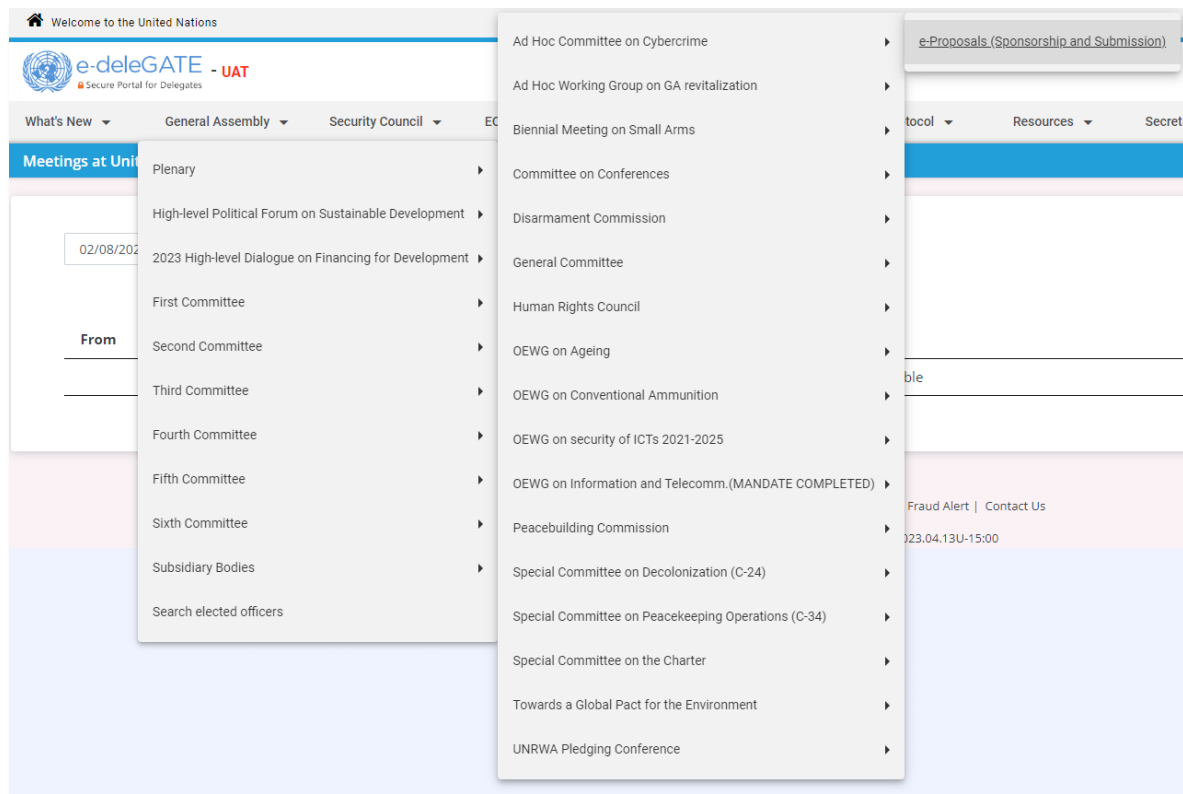 Welcome to the United Nations
e-deleGATE - UAT
Secure Portal for Delegates
What's New
General Assembly
Security Council
EC
tocol
Resources
Secret
Meetings at Unit
02/08/202
From
ble
Fraud Alert | Contact Us
023.04.13U-15:00
Plenary
High-level Political Forum on Sustainable Development
2023 High-level Dialogue on Financing for Development
First Committee
Second Committee
Third Committee
Fourth Committee
Fifth Committee
Sixth Committee
Subsidiary Bodies
Search elected officers
Ad Hoc Committee on Cybercrime
Ad Hoc Working Group on GA revitalization
Biennial Meeting on Small Arms
Committee on Conferences
Disarmament Commission
General Committee
Human Rights Council
OEWG on Ageing
OEWG on Conventional Ammunition
OEWG on security of ICTs 2021-2025
OEWG on Information and Telecomm.(MANDATE COMPLETED)
Peacebuilding Commission
Special Committee on Decolonization (C-24)
Special Committee on Peacekeeping Operations (C-34)
Special Committee on the Charter
Towards a Global Pact for the Environment
UNRWA Pledging Conference
e-Proposals (Sponsorship and Submission)